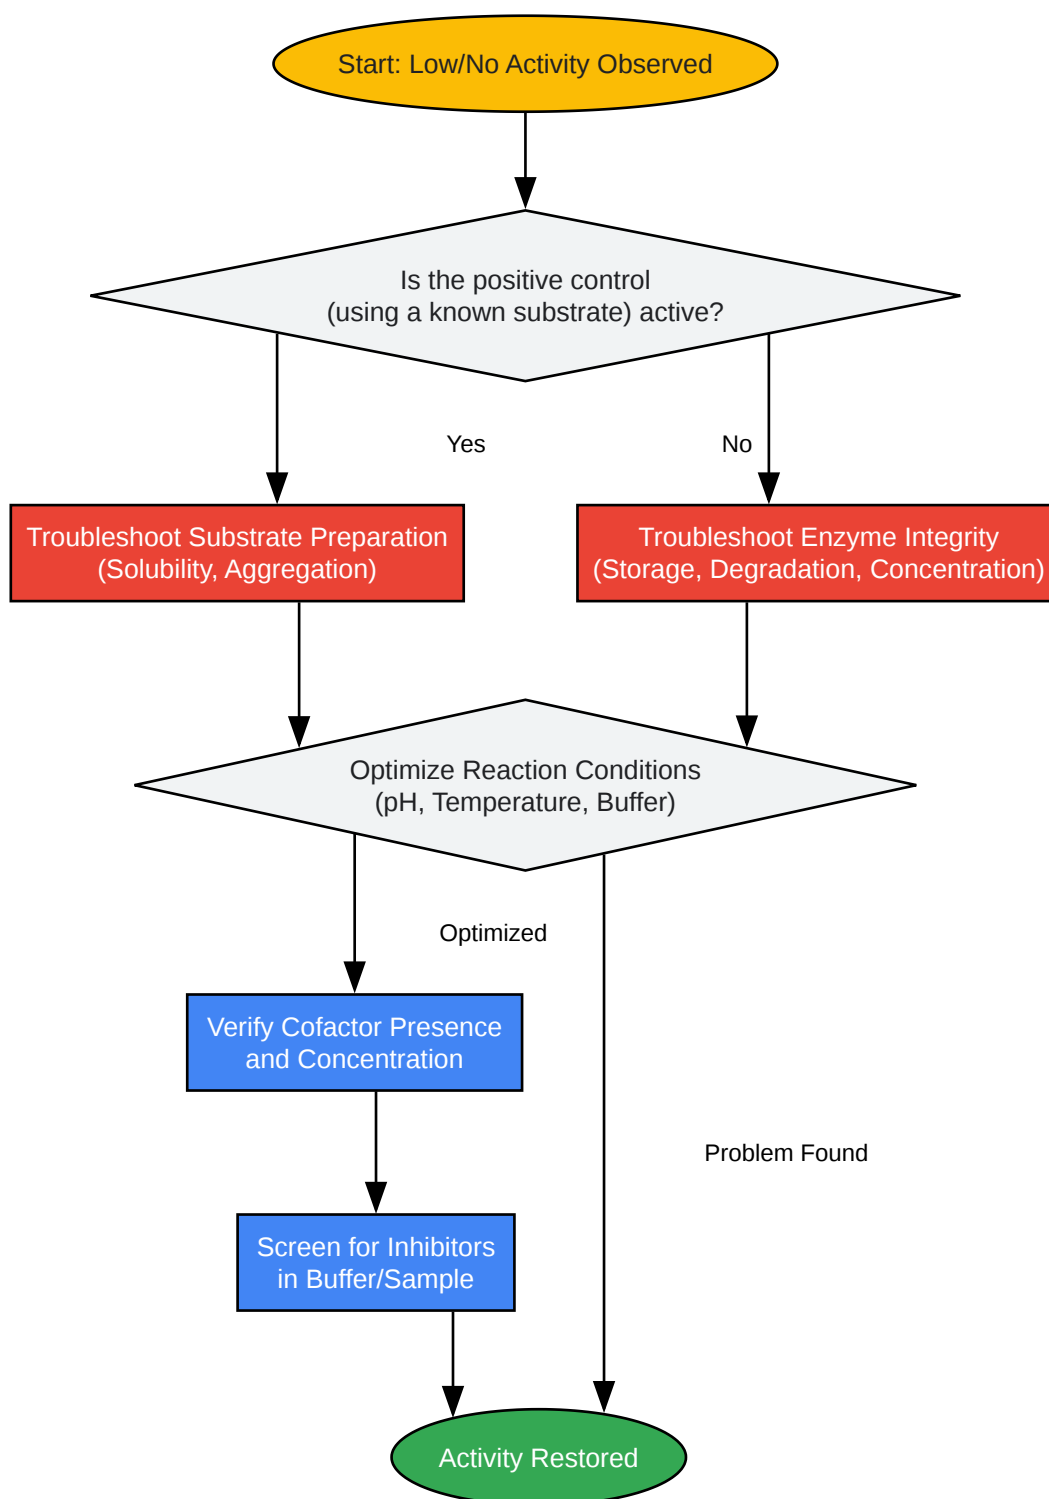 Start: Low/No Activity Observed
Is the positive control
(using a known substrate) active?
Yes
No
Troubleshoot Substrate Preparation
(Solubility, Aggregation)
Troubleshoot Enzyme Integrity
(Storage, Degradation, Concentration)
Optimize Reaction Conditions
(pH, Temperature, Buffer)
Optimized
Verify Cofactor Presence
and Concentration
Problem Found
Screen for Inhibitors
in Buffer/Sample
Activity Restored